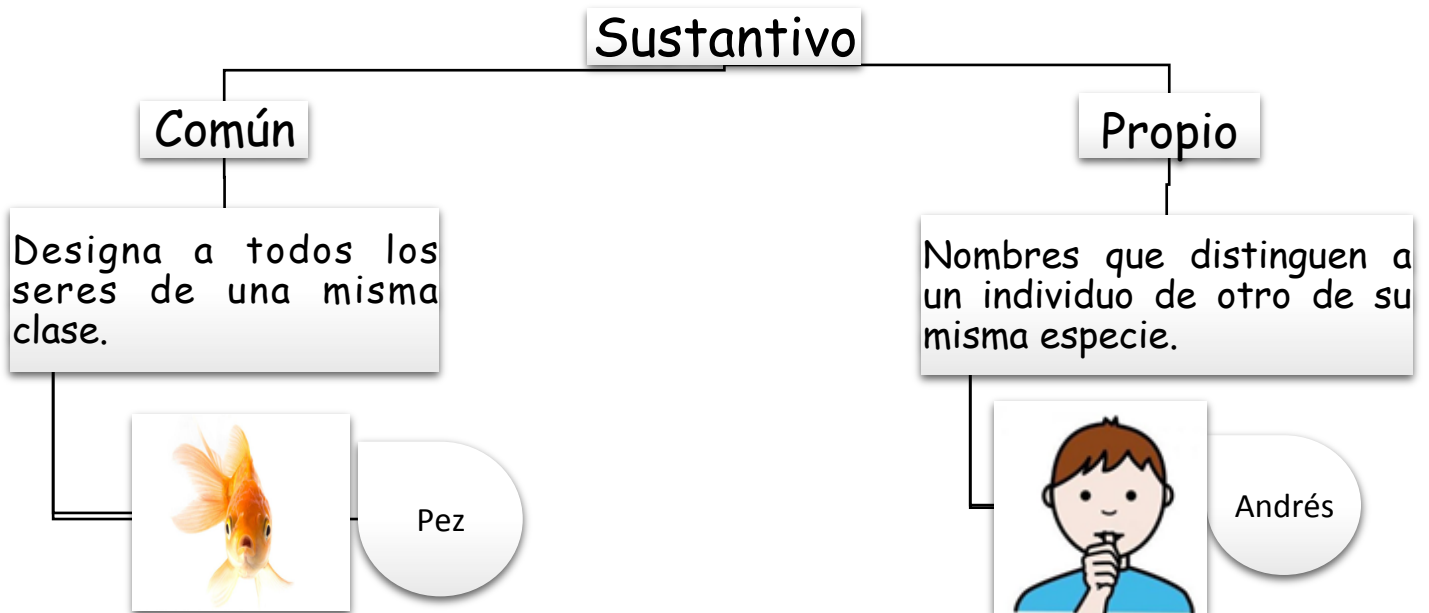 Sustantivo
Común
Propio
Designa a todos los
seres de una misma
clase.
Nombres que distinguen a
un individuo de otro de su
misma especie.
Pez
Andrés